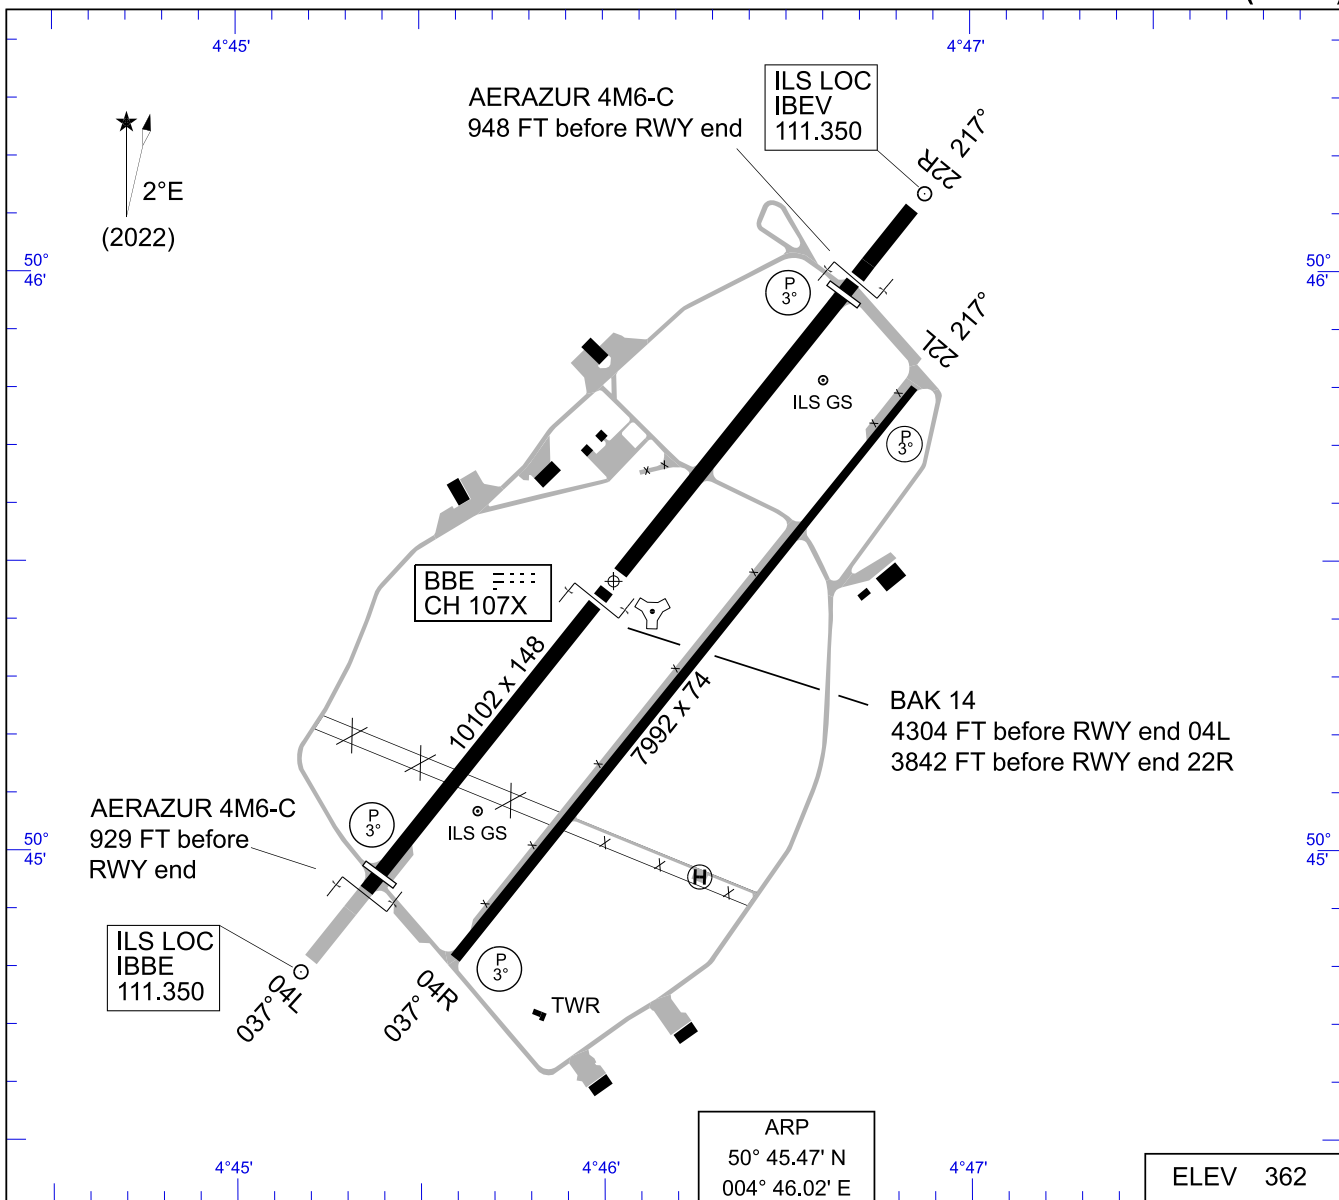 4°45'
4°47'
AERAZUR 4M6-C
948 FT before RWY end
ILS LOC
IBEV
111.350
22R 217°
2°E
(2022)
50°
46'
50°
46'
P
3°
22L 217°
ILS GS
P
3°
BBE
CH 107X
10102 x 148
7992 x 74
BAK 14
4304 FT before RWY end 04L
3842 FT before RWY end 22R
AERAZUR 4M6-C
929 FT before
RWY end
P
3°
ILS GS
50°
45'
50°
45'
H
ILS LOC
IBBE
111.350
04L
037°
04R
037°
P
3°
TWR
ARP
50° 45.47' N
004° 46.02' E
4°45'
4°46'
4°47'
ELEV 362